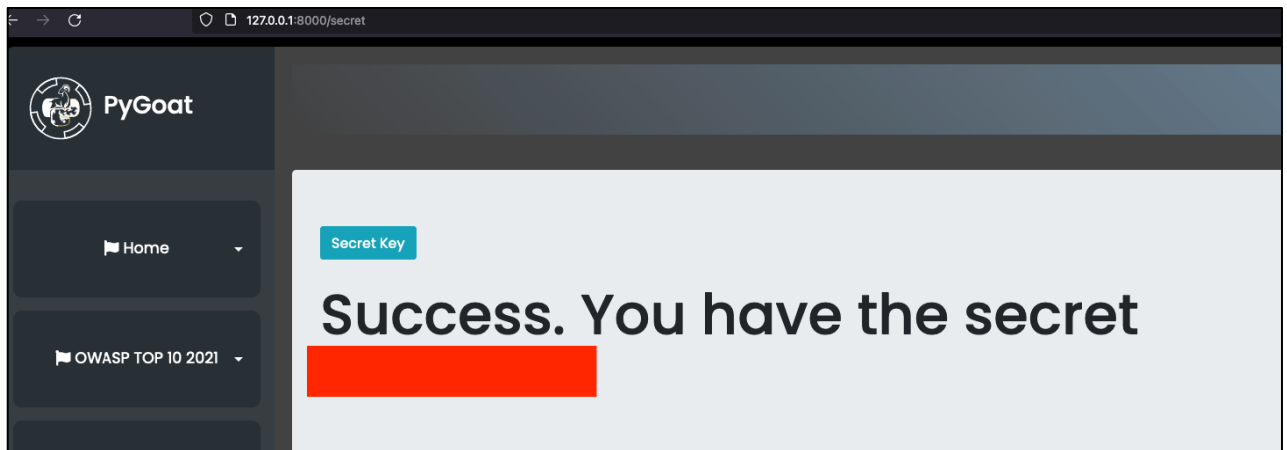 127.0.0.1:8000/secret
PyGoat
Home
OWASP TOP 10 2021
Secret Key
Success. You have the secret